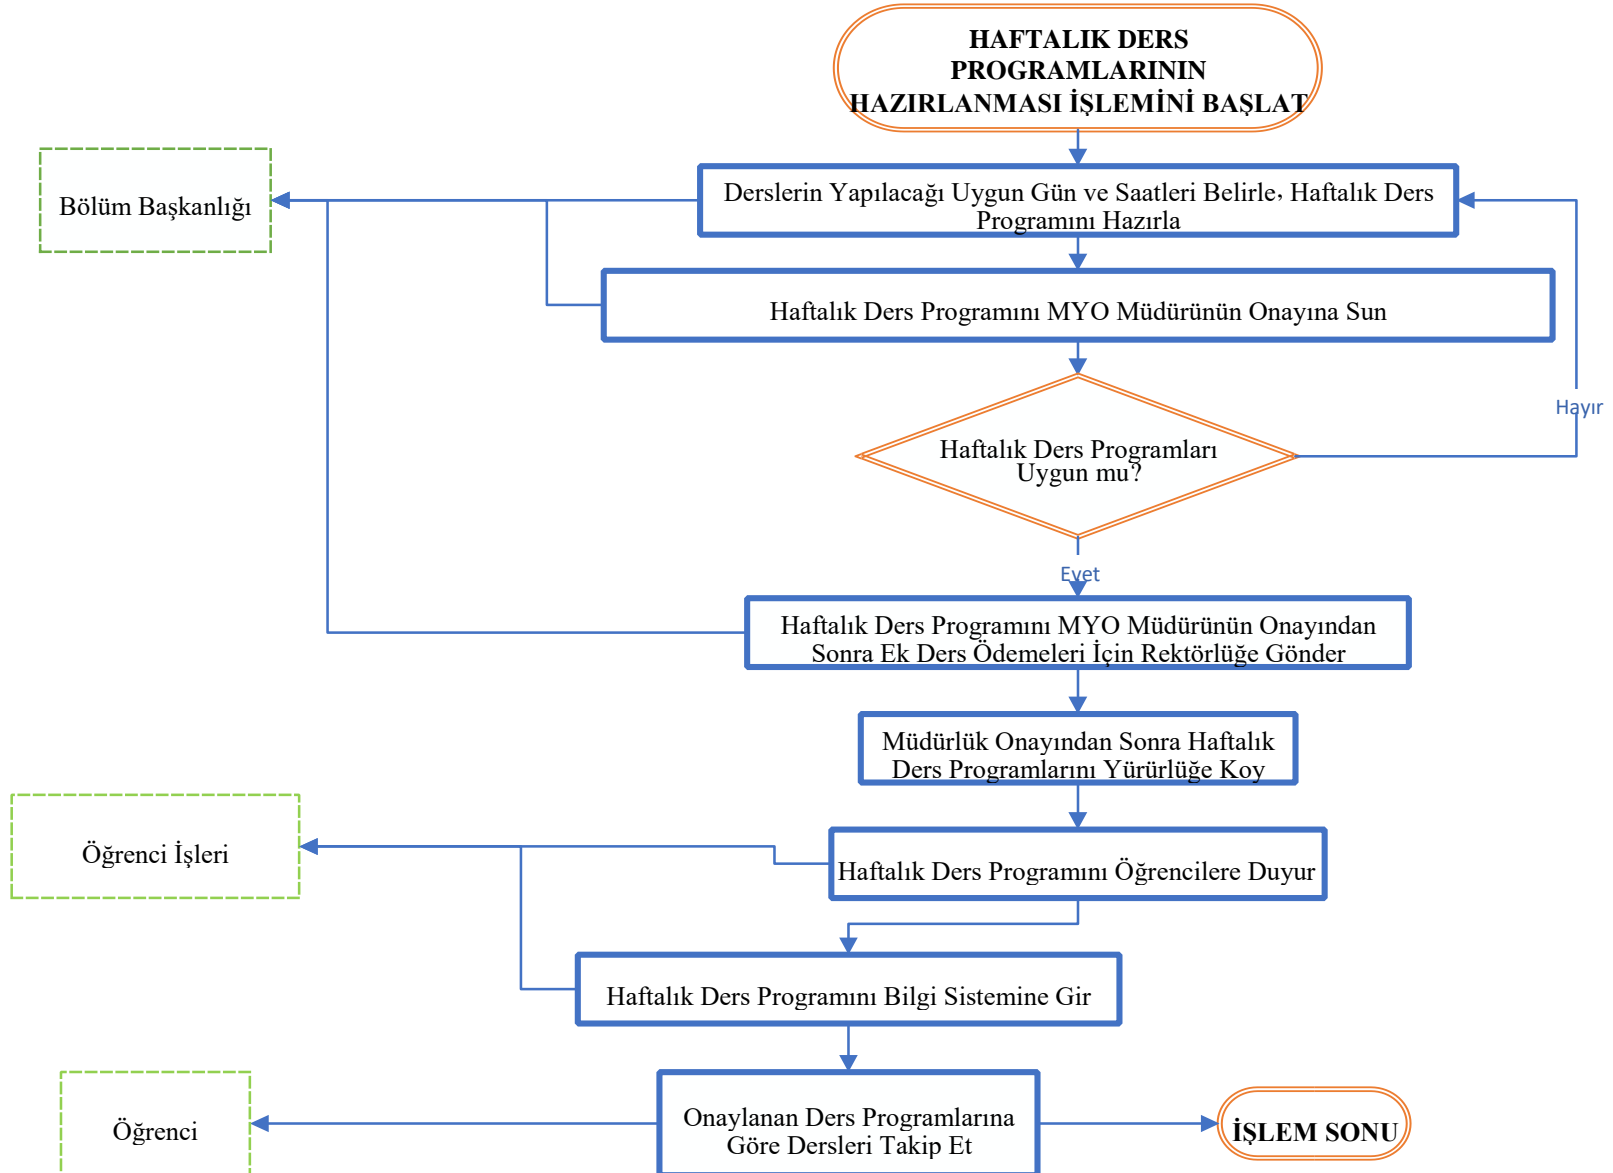 HAFTALIK DERS
PROGRAMLARININ
HAZIRLANMASI İŞLEMİNİ BAŞLAT
Bölüm Başkanlığı
Derslerin Yapılacağı Uygun Gün ve Saatleri Belirle, Haftalık Ders
Programını Hazırla
Haftalık Ders Programını MYO Müdürünün Onayına Sun
Hayır
Haftalık Ders Programları
Uygun mu?
Evet
Haftalık Ders Programını MYO Müdürünün Onayından
Sonra Ek Ders Ödemeleri İçin Rektörlüğe Gönder
Müdürlük Onayından Sonra Haftalık
Ders Programlarını Yürürlüğe Koy
Öğrenci İşleri
Haftalık Ders Programını Öğrencilere Duyur
Haftalık Ders Programını Bilgi Sistemine Gir
Öğrenci
Onaylanan Ders Programlarına
Göre Dersleri Takip Et
İŞLEM SONU